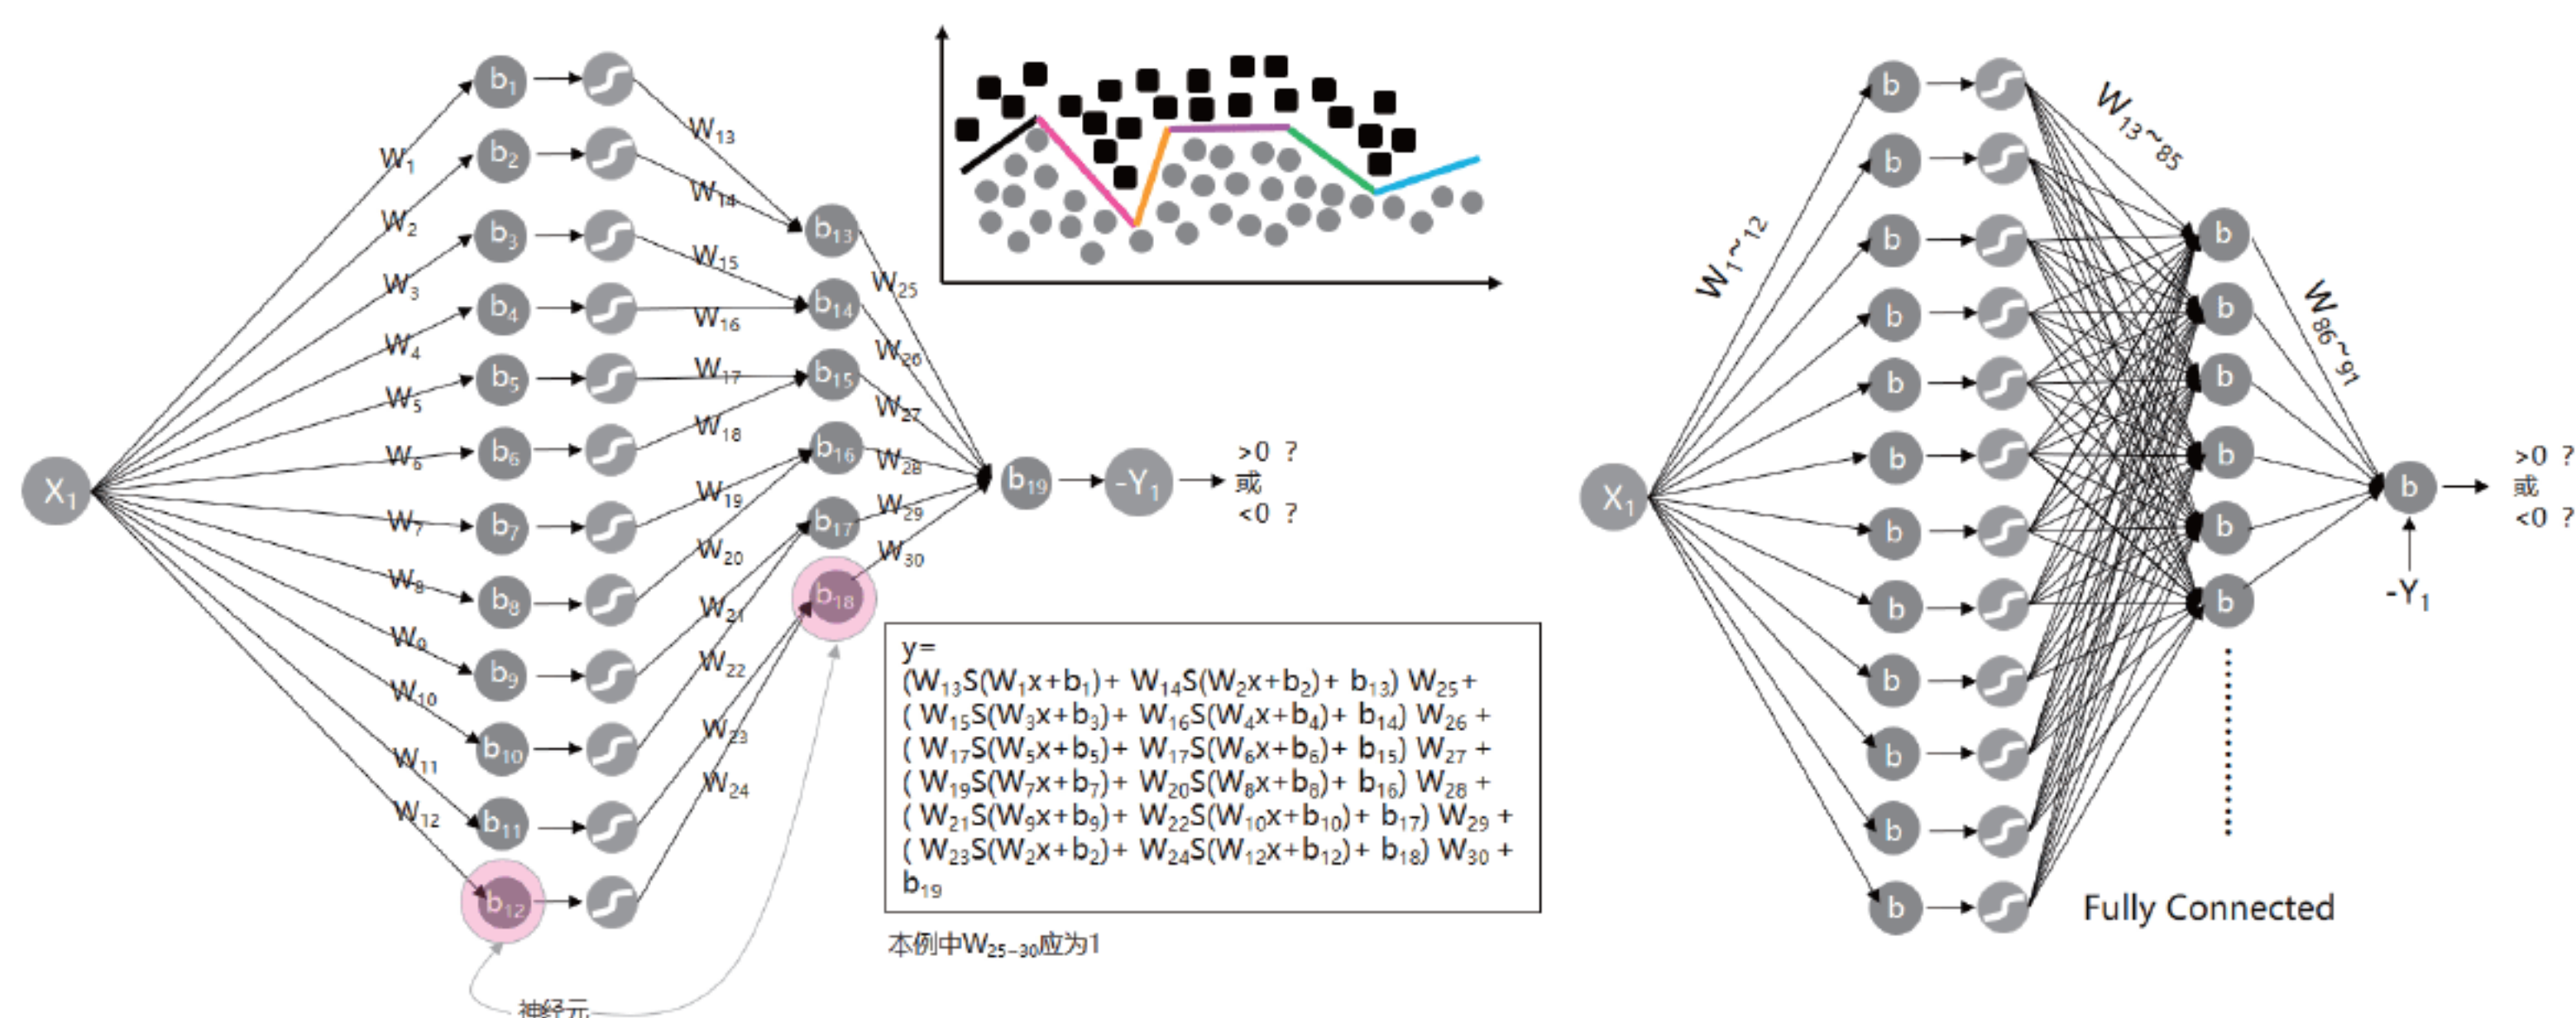 X₁
W₁
W₂
W₃
W₄
W₅
W₆
W₇
W₈
W₉
W₁₀
W₁₁
W₁₂
b₁
b₂
b₃
b₄
b₅
b₆
b₇
b₈
b₉
b₁₀
b₁₁
b₁₂
W₁₃
W₁₄
W₁₅
W₁₆
W₁₇
W₁₈
W₁₉
W₂₀
W₂₁
W₂₂
W₂₃
W₂₄
b₁₃
b₁₄
b₁₅
b₁₆
b₁₇
b₁₈
W₂₅
W₂₆
W₂₇
W₂₈
W₂₉
W₃₀
b₁₉
-Y₁
>0 ?
或
<0 ?
y=
(W₁₃S(W₁x+b₁)+ W₁₄S(W₂x+b₂)+ b₁₃) W₂₅+
( W₁₅S(W₃x+b₃)+ W₁₆S(W₄x+b₄)+ b₁₄) W₂₆ +
( W₁₇S(W₅x+b₅)+ W₁₇S(W₆x+b₆)+ b₁₅) W₂₇ +
( W₁₉S(W₇x+b₇)+ W₂₀S(W₈x+b₈)+ b₁₆) W₂₈ +
( W₂₁S(W₉x+b₉)+ W₂₂S(W₁₀x+b₁₀)+ b₁₇) W₂₉ +
( W₂₃S(W₂x+b₂)+ W₂₄S(W₁₂x+b₁₂)+ b₁₈) W₃₀ +
b₁₉
本例中W₂₅₋₃₀应为1
神经元
X₁
W₁~₁₂
b
b
b
b
b
b
b
b
b
b
b
b
W₁₃~₈₅
b
b
b
b
b
b
W₈₆~₉₁
b
-Y₁
>0 ?
或
<0 ?
Fully Connected